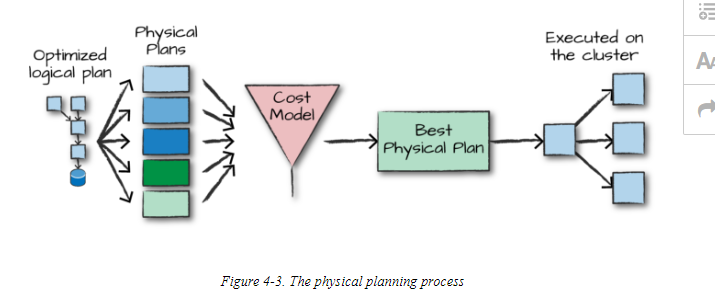 Optimized
logical plan
Physical
Plans
Cost
Model
Best
Physical Plan
Executed on
the cluster
Figure 4-3. The physical planning process